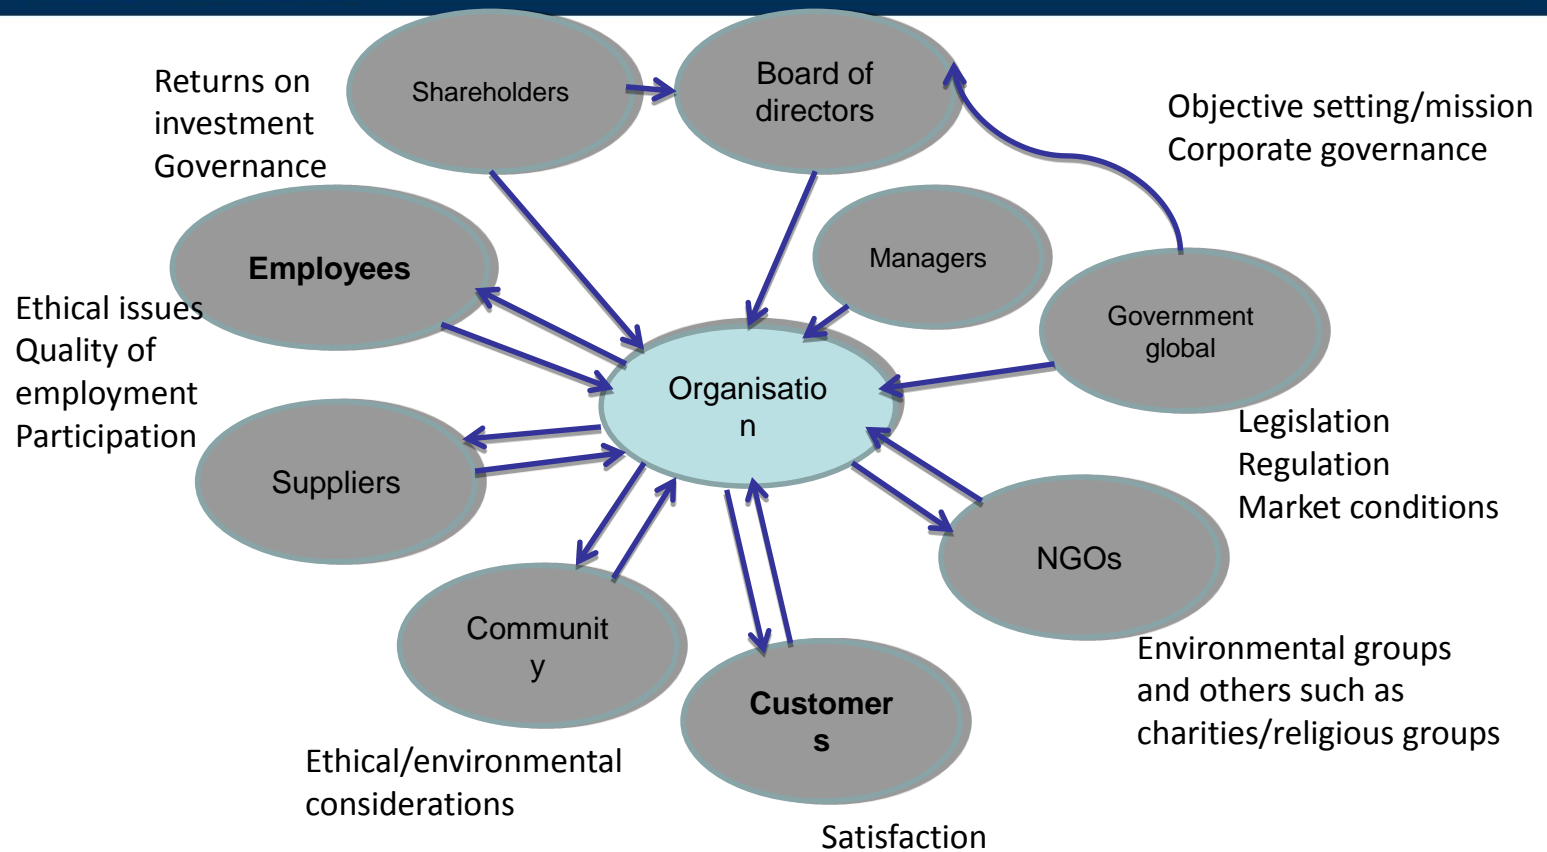 Shareholders
Board of
directors
Returns on
investment
Governance
Objective setting/mission
Corporate governance
Employees
Managers
Government
global
Ethical issues
Quality of
employment
Participation
Organisatio
n
Legislation
Regulation
Market conditions
Suppliers
NGOs
Communit
y
Customer
s
Environmental groups
and others such as
charities/religious groups
Ethical/environmental
considerations
Satisfaction